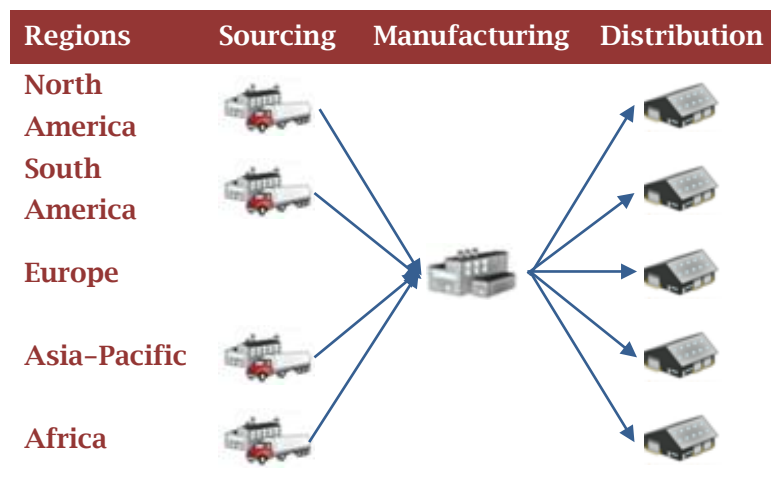 Regions Sourcing Manufacturing Distribution
North
America
South
America
Europe
Asia–Pacific
Africa